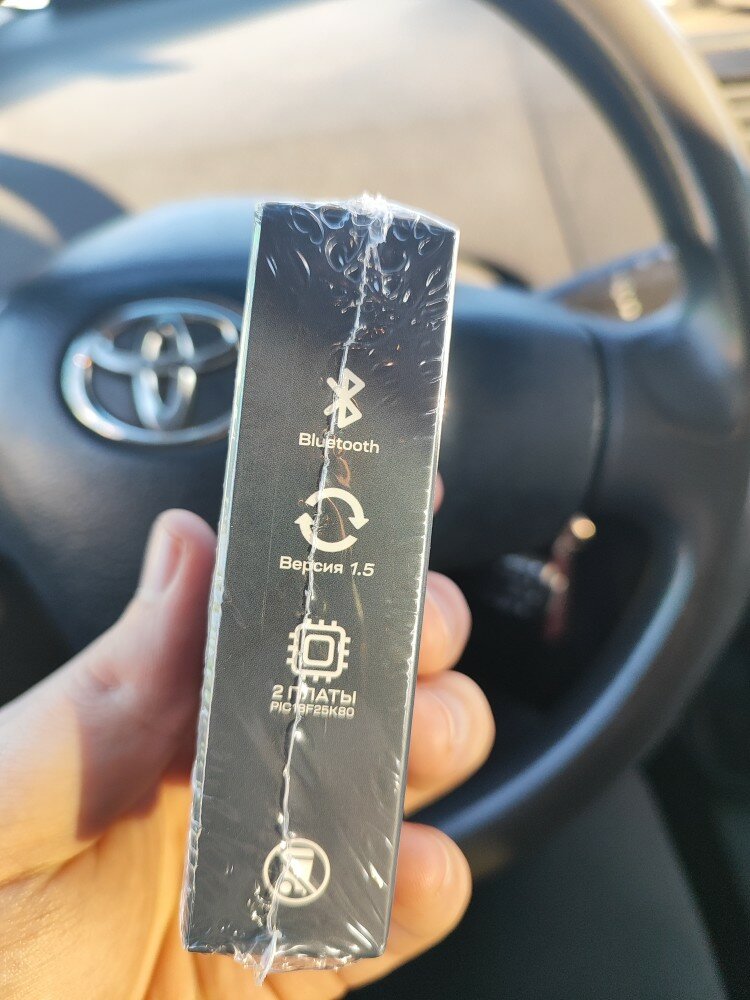 Bluetooth
Версия 1.5
2 ПЛАТЫ
PIC18F25K80